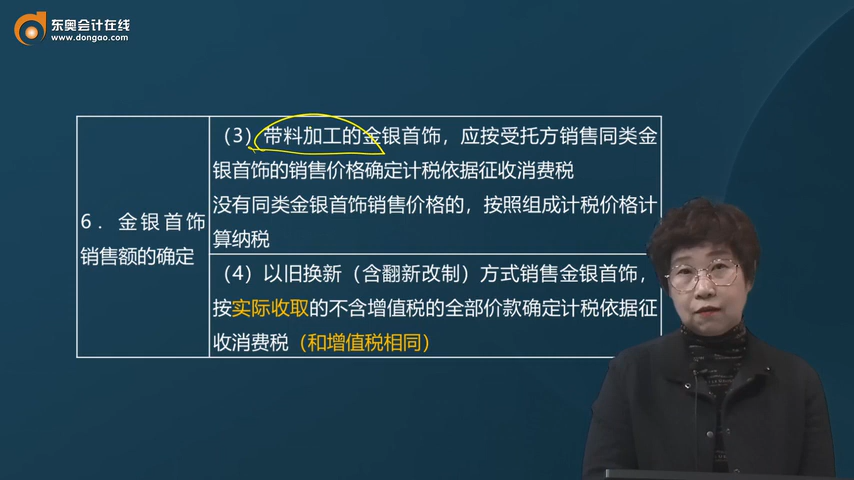 东奥会计在线
www.dongao.com
（3）带料加工的金银首饰，应按受托方销售同类金
银首饰的销售价格确定计税依据征收消费税
没有同类金银首饰销售价格的，按照组成计税价格计
算纳税
6．金银首饰
销售额的确定
（4）以旧换新（含翻新改制）方式销售金银首饰，
按实际收取的不含增值税的全部价款确定计税依据征
收消费税（和增值税相同）